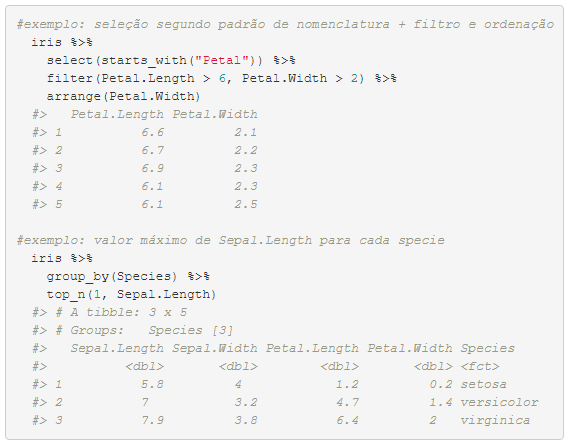 #exemplo: seleção segundo padrão de nomenclatura + filtro e ordenação
iris %>%
select(starts_with("Petal")) %>%
filter(Petal.Length > 6, Petal.Width > 2) %>%
arrange(Petal.Width)
#>   Petal.Length Petal.Width
#> 1          6.6         2.1
#> 2          6.7         2.2
#> 3          6.9         2.3
#> 4          6.1         2.3
#> 5          6.1         2.5
#exemplo: valor máximo de Sepal.Length para cada specie
iris %>%
group_by(Species) %>%
top_n(1, Sepal.Length)
#> # A tibble: 3 x 5
#> # Groups:   Species [3]
#>   Sepal.Length Sepal.Width Petal.Length Petal.Width Species
#>          <dbl>       <dbl>        <dbl>       <dbl> <fct>
#> 1          5.8         4            1.2         0.2 setosa
#> 2          7           3.2          4.7         1.4 versicolor
#> 3          7.9         3.8          6.4         2   virginica